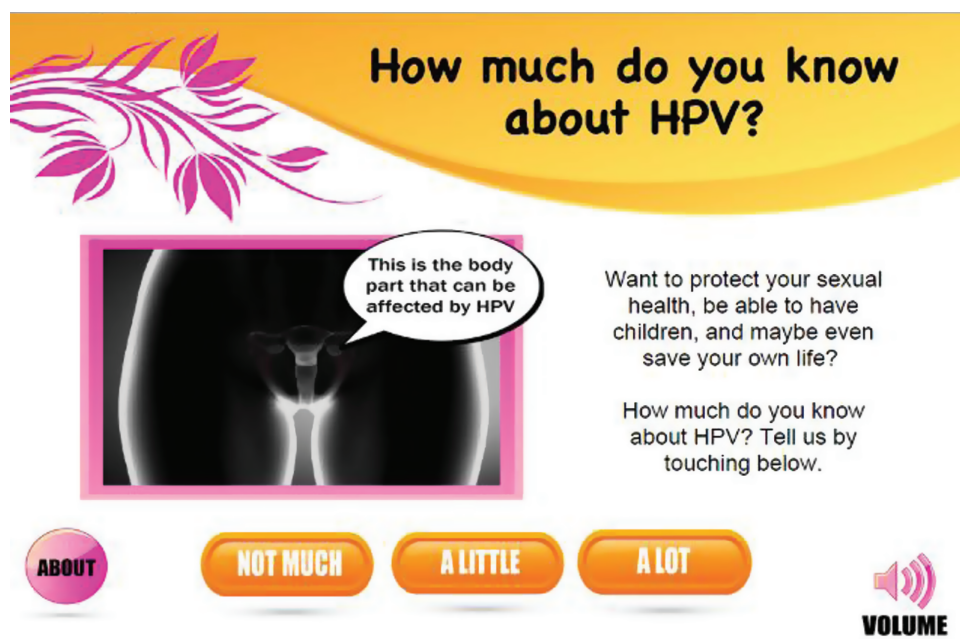 How much do you know
about HPV?
This is the body
part that can be
affected by HPV
Want to protect your sexual
health, be able to have
children, and maybe even
save your own life?
How much do you know
about HPV? Tell us by
touching below.
ABOUT
NOT MUCH
A LITTLE
A LOT
VOLUME